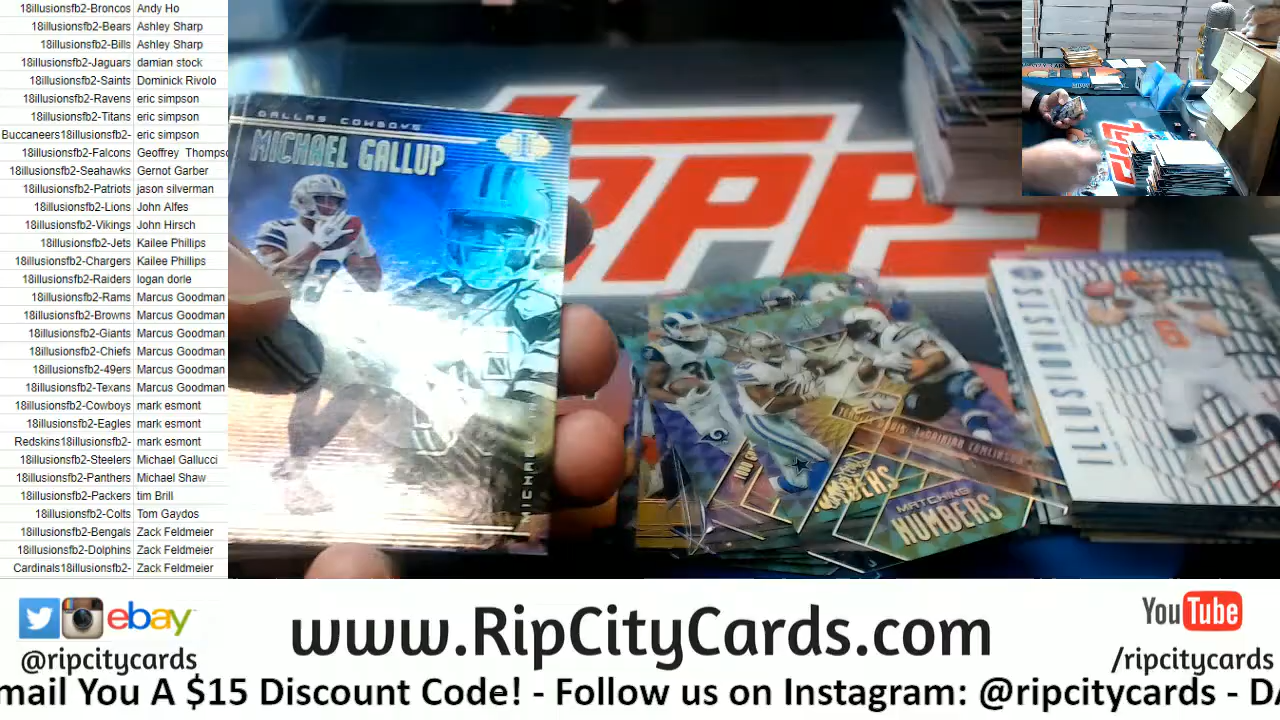 18illusionsfb2-Broncos Andy Ho
18illusionsfb2-Bears Ashley Sharp
18illusionsfb2-Bills Ashley Sharp
18illusionsfb2-Jaguars damian stock
18illusionsfb2-Saints Dominick Rivolo
18illusionsfb2-Ravens eric simpson
18illusionsfb2-Titans eric simpson
Buccaneers18illusionsfb2- eric simpson
18illusionsfb2-Falcons Geoffrey Thompsc
18illusionsfb2-Seahawks Gernot Garber
18illusionsfb2-Patriots jason silverman
18illusionsfb2-Lions John Alfes
18illusionsfb2-Vikings John Hirsch
18illusionsfb2-Jets Kailee Phillips
18illusionsfb2-Chargers Kailee Phillips
18illusionsfb2-Raiders logan dorie
18illusionsfb2-Rams Marcus Goodman
18illusionsfb2-Browns Marcus Goodman
18illusionsfb2-Giants Marcus Goodman
18illusionsfb2-Chiefs Marcus Goodman
18illusionsfb2-49ers Marcus Goodman
18illusionsfb2-Texans Marcus Goodman
18illusionsfb2-Cowboys mark esmont
18illusionsfb2-Eagles mark esmont
Redskins18illusionsfb2- mark esmont
18illusionsfb2-Steelers Michael Gallucci
18illusionsfb2-Panthers Michael Shaw
18illusionsfb2-Packers tim Brill
18illusionsfb2-Colts Tom Gaydos
18illusionsfb2-Bengals Zack Feldmeier
18illusionsfb2-Dolphins Zack Feldmeier
Cardinals18illusionsfb2- Zack Feldmeier
DALLAS COWBOYS
MICHAEL GALLUP
TOPPS
ILLUSIONISTS
LADAINIAN TOMLINSON
NUMBERS
MATCHING
NUMBERS
ebay
@ripcitycards
www.RipCityCards.com
YouTube
/ripcitycards
mail You A $15 Discount Code! - Follow us on Instagram: @ripcitycards - DA